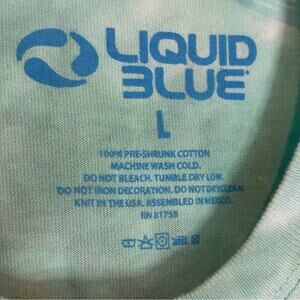 LIQUID
BLUE
L
100% PRE-SHRUNK COTTON
MACHINE WASH COLD.
DO NOT BLEACH. TUMBLE DRY LOW.
DO NOT IRON DECORATION. DO NOT DRYCLEAN.
KNIT IN THE USA. ASSEMBLED IN MEXICO.
RN 81758